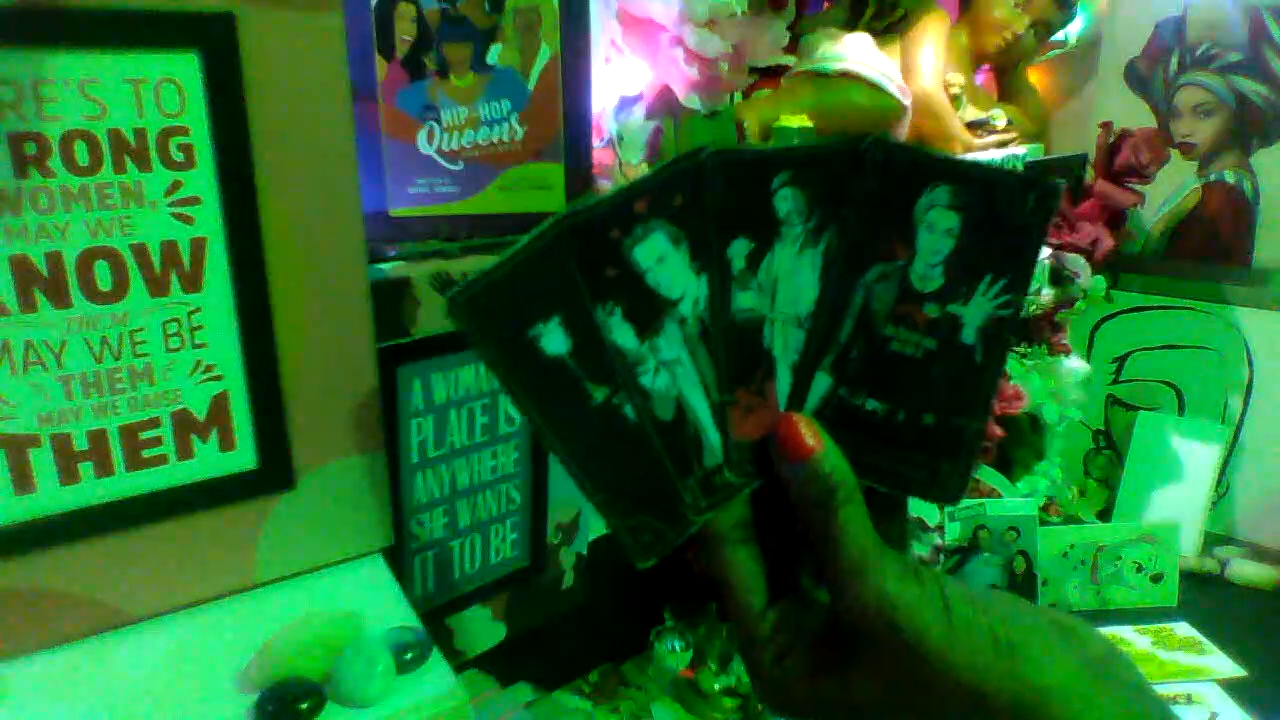 RE'S TO
RONG
WOMEN,
MAY WE
KNOW
THEM
MAY WE BE
THEM
MAY WE RAISE
THEM
HIP-HOP
Queens
A WOMAN
PLACE IS
ANYWHERE
SHE WANTS
IT TO BE